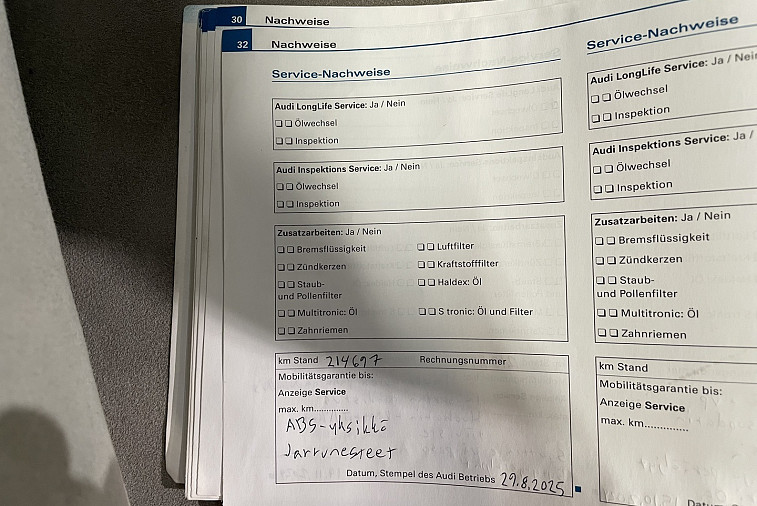 30 Nachweise
32 Nachweise
Service-Nachweise
Audi LongLife Service: Ja / Nein
Ölwechsel
Inspektion
Audi Inspektions Service: Ja / Nein
Ölwechsel
Inspektion
Zusatzarbeiten: Ja / Nein
Bremsflüssigkeit
Luftfilter
Zündkerzen
Kraftstofffilter
Staub-
und Pollenfilter
Haldex: Öl
Multitronic: Öl
S tronic: Öl und Filter
Zahnriemen
km Stand 214697 Rechnungsnummer
Mobilitätsgarantie bis:
Anzeige Service
max. km..............
ABS-yksikkö
Jarrunesteet
Datum, Stempel des Audi Betriebs 29.8.2025
Service-Nachweise
Audi LongLife Service: Ja / Nein
Ölwechsel
Inspektion
Audi Inspektions Service: Ja /
Ölwechsel
Inspektion
Zusatzarbeiten: Ja / Nein
Bremsflüssigkeit
Zündkerzen
Staub-
und Pollenfilter
Multitronic: Öl
Zahnriemen
km Stand
Mobilitätsgarantie bis:
Anzeige Service
max. km..............